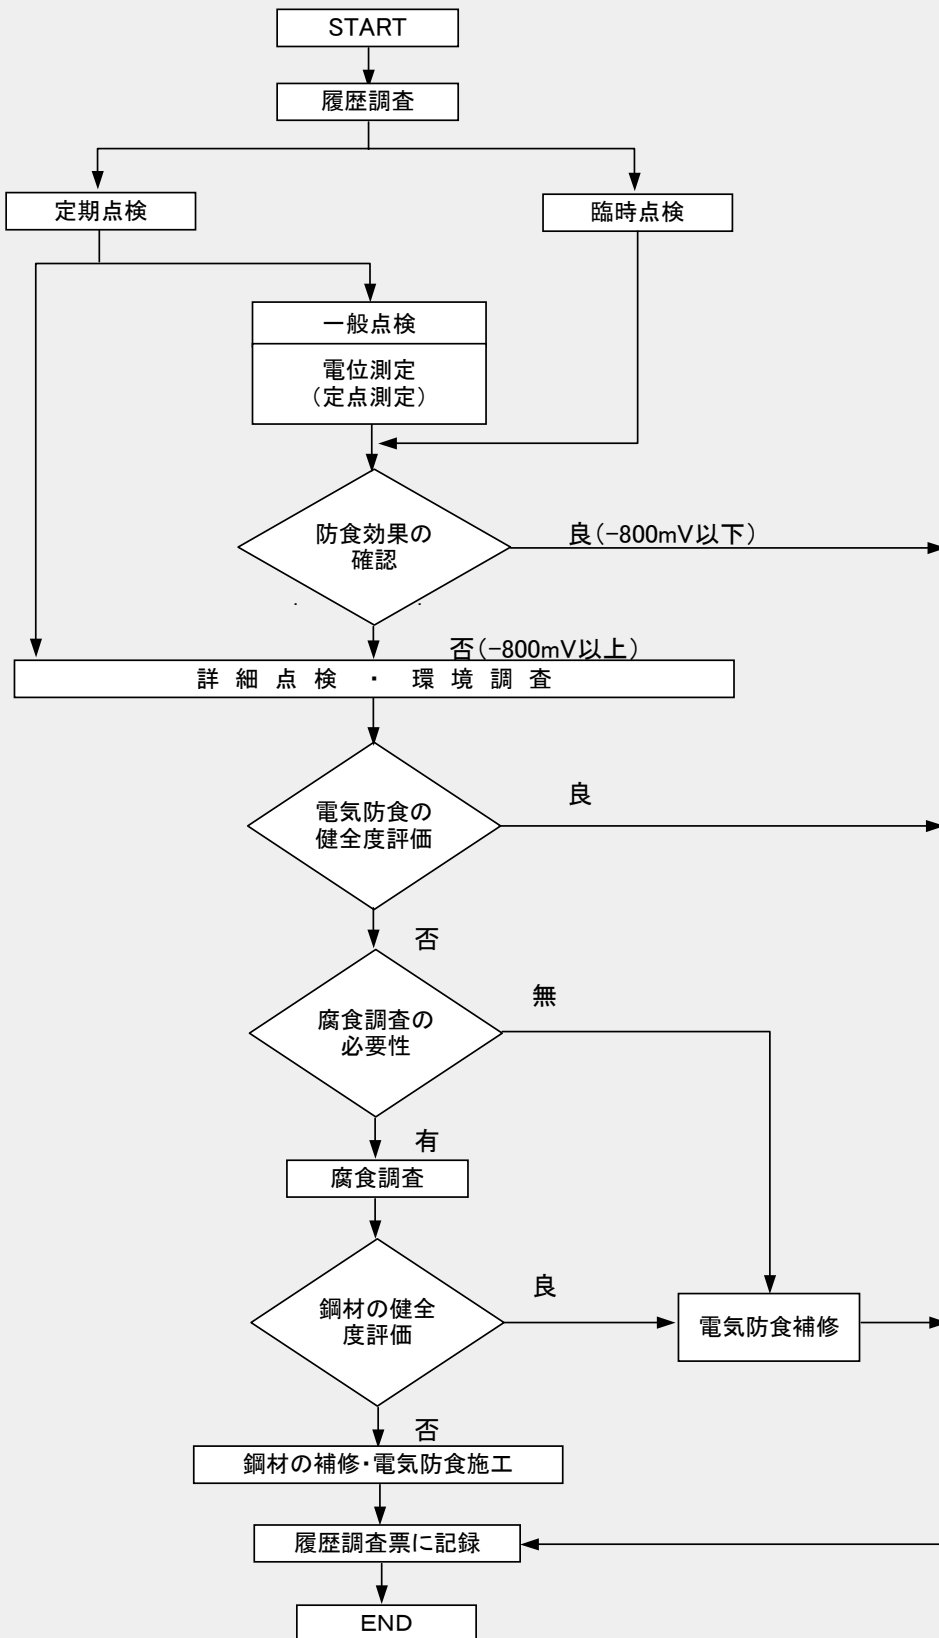 START
履歴調査
定期点検
臨時点検
一般点検
電位測定
（定点測定）
防食効果の
確認
良（-800mV以下）
否（-800mV以上）
詳 細 点 検 ・ 環 境 調 査
電気防食の
健全度評価
良
否
腐食調査の
必要性
無
有
腐食調査
鋼材の健全
度評価
良
電気防食補修
否
鋼材の補修・電気防食施工
履歴調査票に記録
END